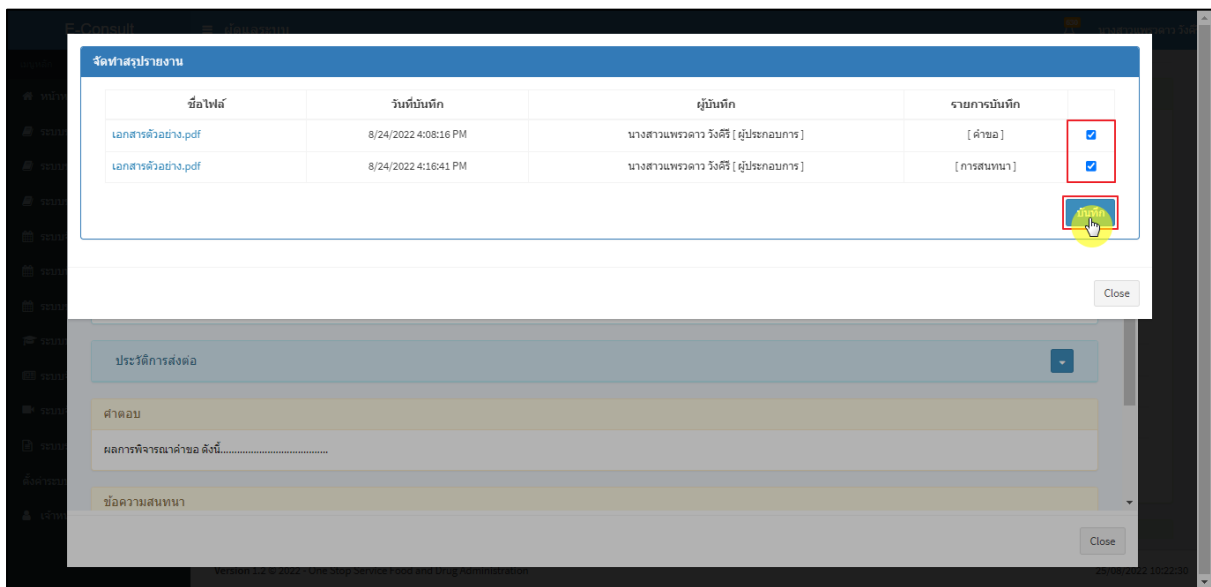 E-Consult
จัดทำสรุปรายงาน
ชื่อไฟล์ วันที่บันทึก ผู้บันทึก รายการบันทึก
เอกสารตัวอย่าง.pdf 8/24/2022 4:08:16 PM นางสาวแพรวดาว วังคีรี [ ผู้ประกอบการ ] [ คำขอ ]
เอกสารตัวอย่าง.pdf 8/24/2022 4:16:41 PM นางสาวแพรวดาว วังคีรี [ ผู้ประกอบการ ] [ การสนทนา ]
บันทึก
Close
ประวัติการส่งต่อ
คำตอบ
ผลการพิจารณาคำขอ ดังนี้.......................................
ข้อความสนทนา
Close
Version 1.2 © 2022 - One Stop Service Food and Drug Administration
25/08/2022 10:22:30